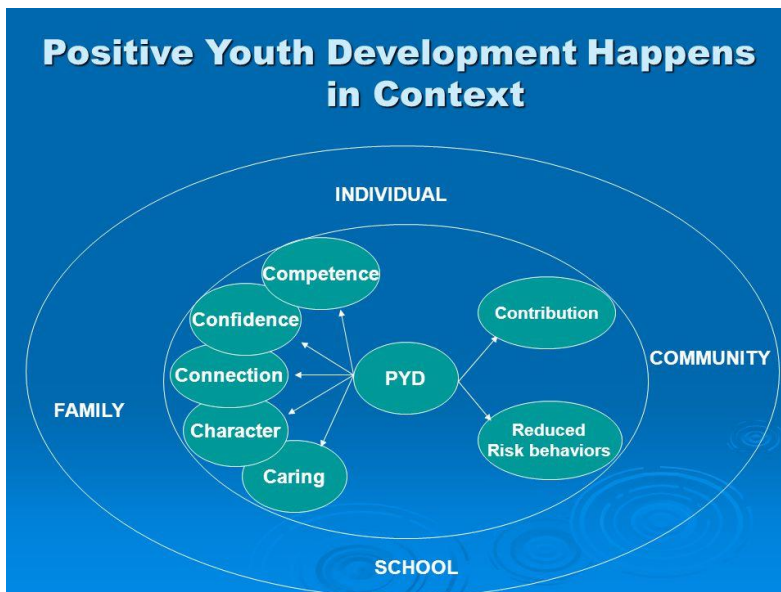 Positive Youth Development Happens
in Context
INDIVIDUAL
Competence
Confidence
Contribution
Connection
PYD
COMMUNITY
FAMILY
Character
Reduced
Risk behaviors
Caring
SCHOOL